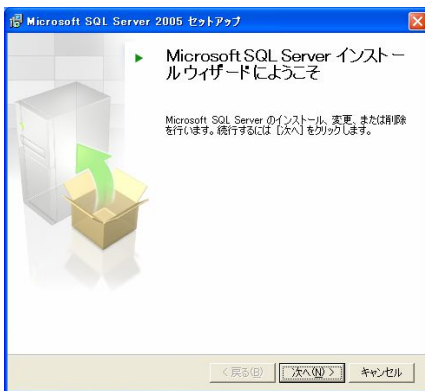 Microsoft SQL Server 2005 セットアップ
Microsoft SQL Server インストー
ルウィザードにようこそ
Microsoft SQL Server のインストール、変更、または削除
を行います。続行するには [次へ] をクリックします。
< 戻る(B)
次へ(N) >
キャンセル